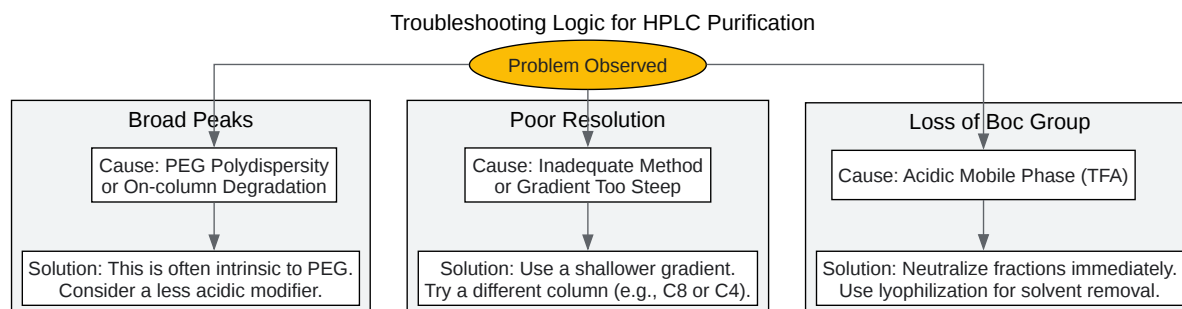 Troubleshooting Logic for HPLC Purification
Problem Observed
Broad Peaks
Cause: PEG Polydispersity
or On-column Degradation
Solution: This is often intrinsic to PEG.
Consider a less acidic modifier.
Poor Resolution
Cause: Inadequate Method
or Gradient Too Steep
Solution: Use a shallower gradient.
Try a different column (e.g., C8 or C4).
Loss of Boc Group
Cause: Acidic Mobile Phase (TFA)
Solution: Neutralize fractions immediately.
Use lyophilization for solvent removal.